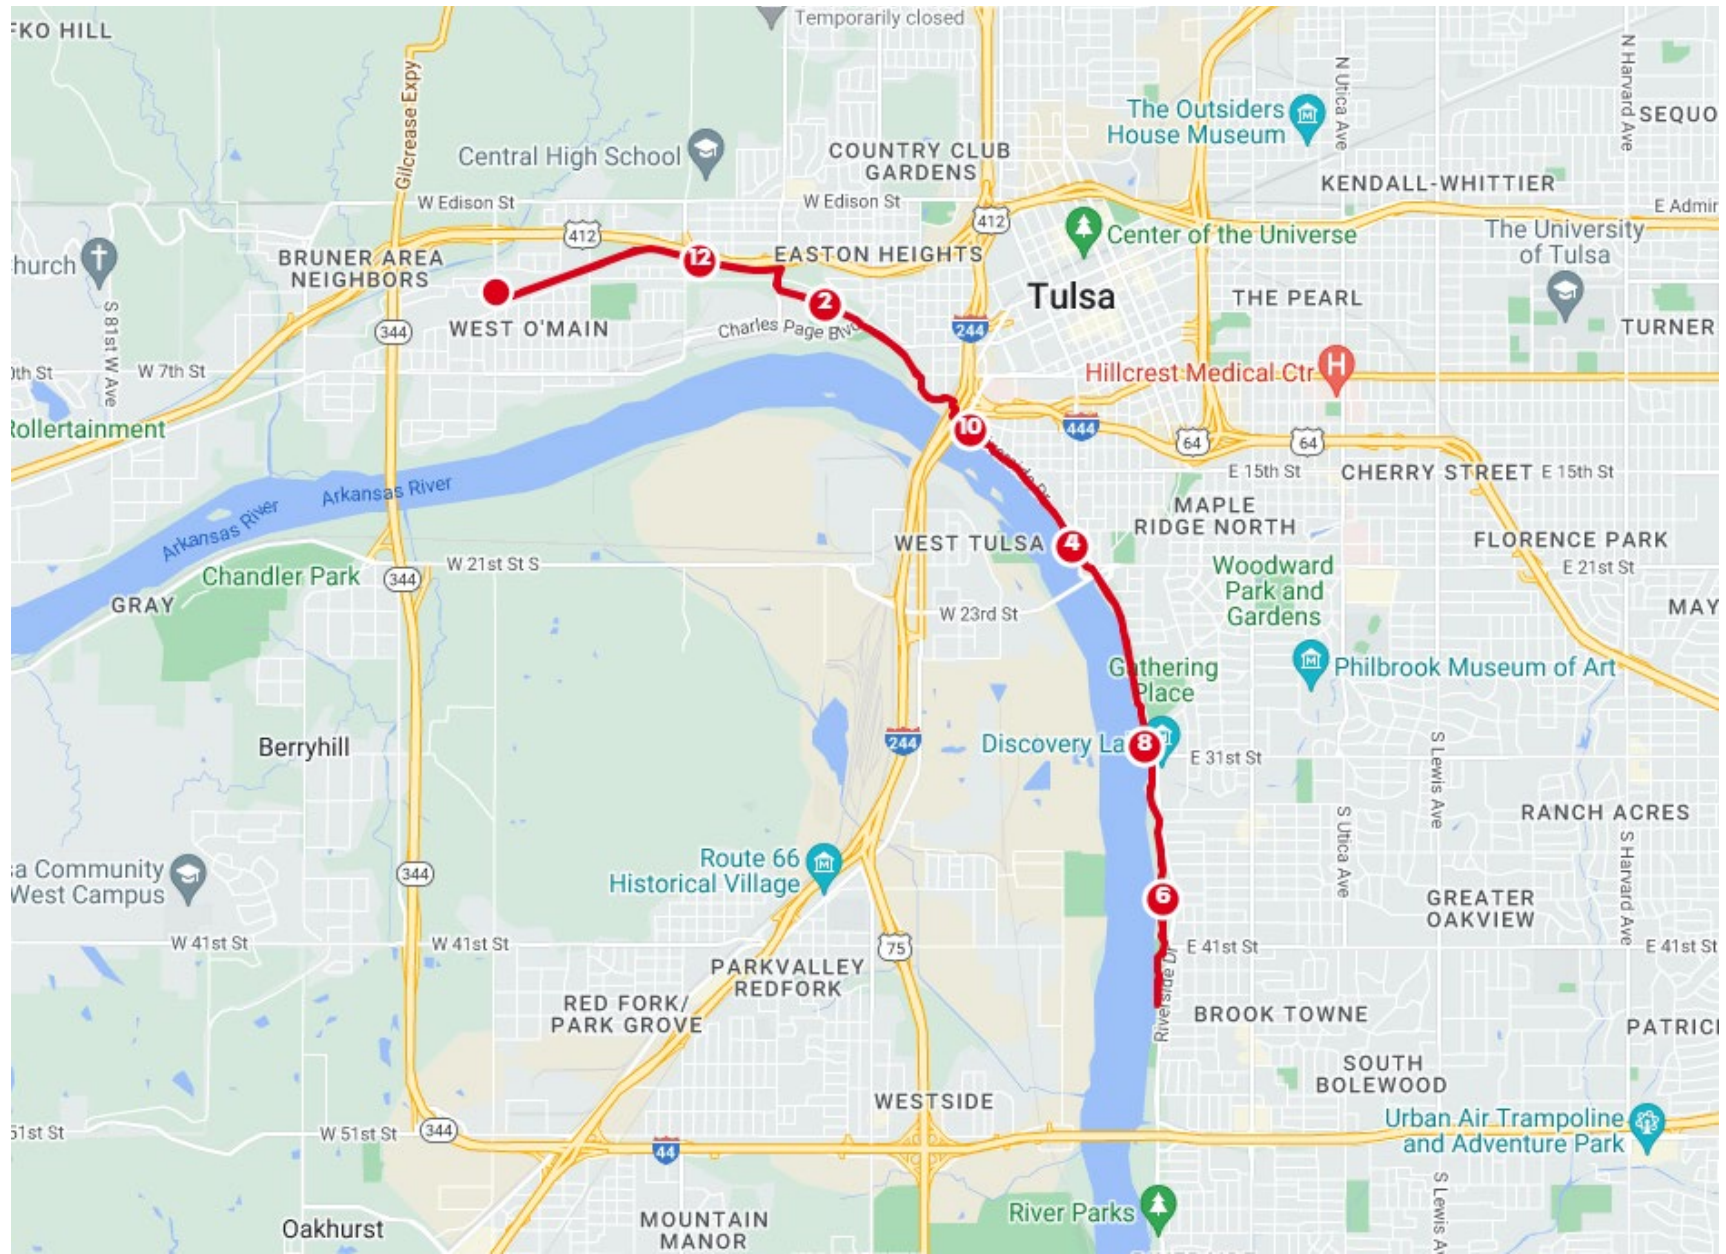 FKO HILL
Temporarily closed
Gilcrease Expy
N Utica Ave
N Harvard Ave
The Outsiders
House Museum
SEQUO
Central High School
COUNTRY CLUB
GARDENS
KENDALL-WHITTIER
W Edison St
W Edison St
E Admir
412
412
Center of the Universe
The University
of Tulsa
hurch
BRUNER AREA
NEIGHBORS
12
EASTON HEIGHTS
2
Tulsa
THE PEARL
S 81st W Ave
WEST O'MAIN
344
Charles Page Blv
244
TURNER
0th St
W 7th St
Hillcrest Medical Ctr
H
Rollertainment
10
444
64
64
E 15th St
CHERRY STREET
E 15th St
Arkansas River
Arkansas River
MAPLE
RIDGE NORTH
WEST TULSA
4
FLORENCE PARK
Chandler Park
344
W 21st St S
Woodward
Park and
Gardens
E 21st St
GRAY
W 23rd St
MAY
Gathering
Place
Philbrook Museum of Art
Berryhill
244
Discovery La
8
E 31st St
S Lewis Ave
S Utica Ave
RANCH ACRES
S Harvard Ave
sa Community
West Campus
344
Route 66
Historical Village
6
GREATER
OAKVIEW
W 41st St
W 41st St
75
E 41st St
E 41st St
PARKVALLEY
REDFORK
Riverside Dr
RED FORK/
PARK GROVE
BROOK TOWNE
PATRICI
SOUTH
BOLEWOOD
WESTSIDE
Urban Air Trampoline
and Adventure Park
51st St
W 51st St
344
44
S Lewis Av
River Parks
Oakhurst
MOUNTAIN
MANOR